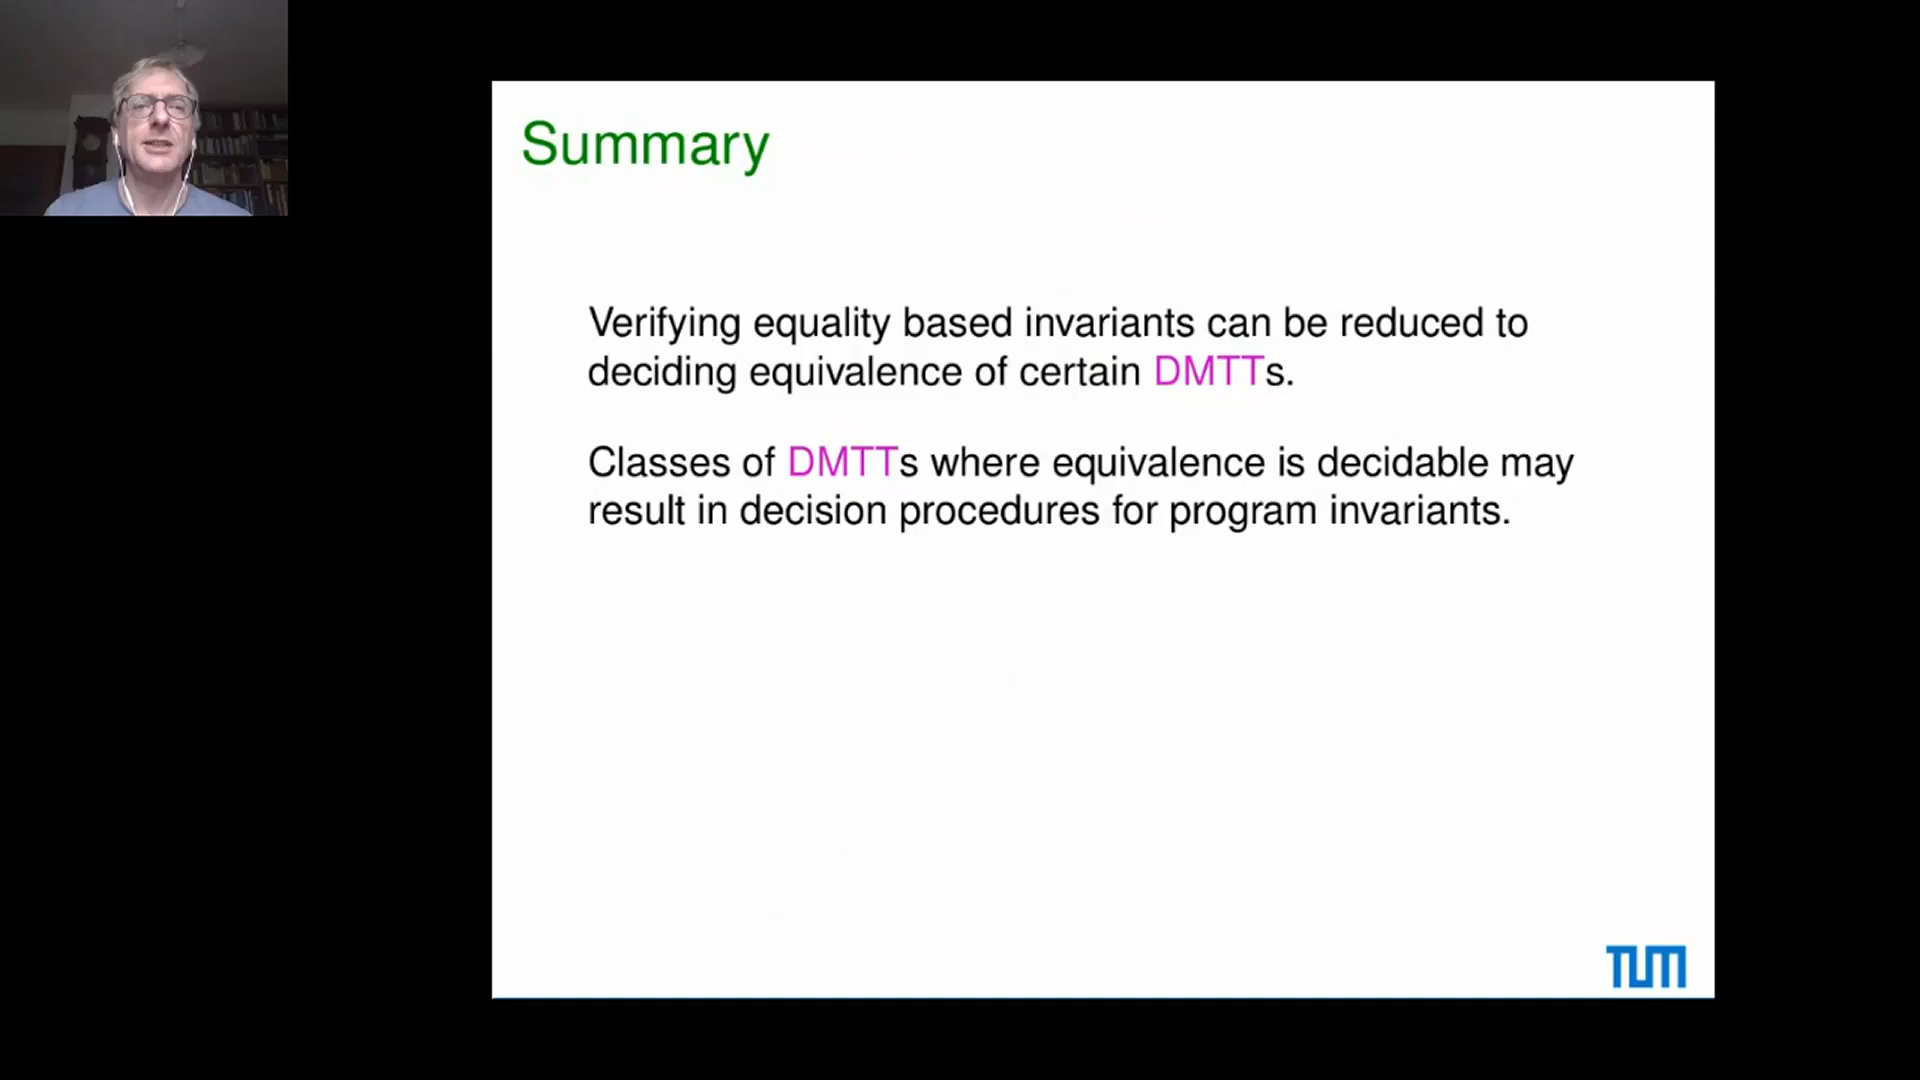 Summary
Verifying equality based invariants can be reduced to
deciding equivalence of certain DMTTs.
Classes of DMTTs where equivalence is decidable may
result in decision procedures for program invariants.
TUM